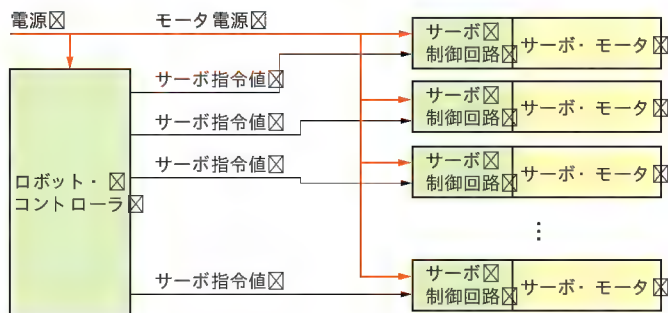 電源
モータ電源
サーボ
制御回路
サーボ・モータ
サーボ指令値
サーボ
制御回路
サーボ・モータ
サーボ指令値
サーボ
制御回路
サーボ・モータ
サーボ指令値
ロボット・
コントローラ
⋮
サーボ
制御回路
サーボ・モータ
サーボ指令値